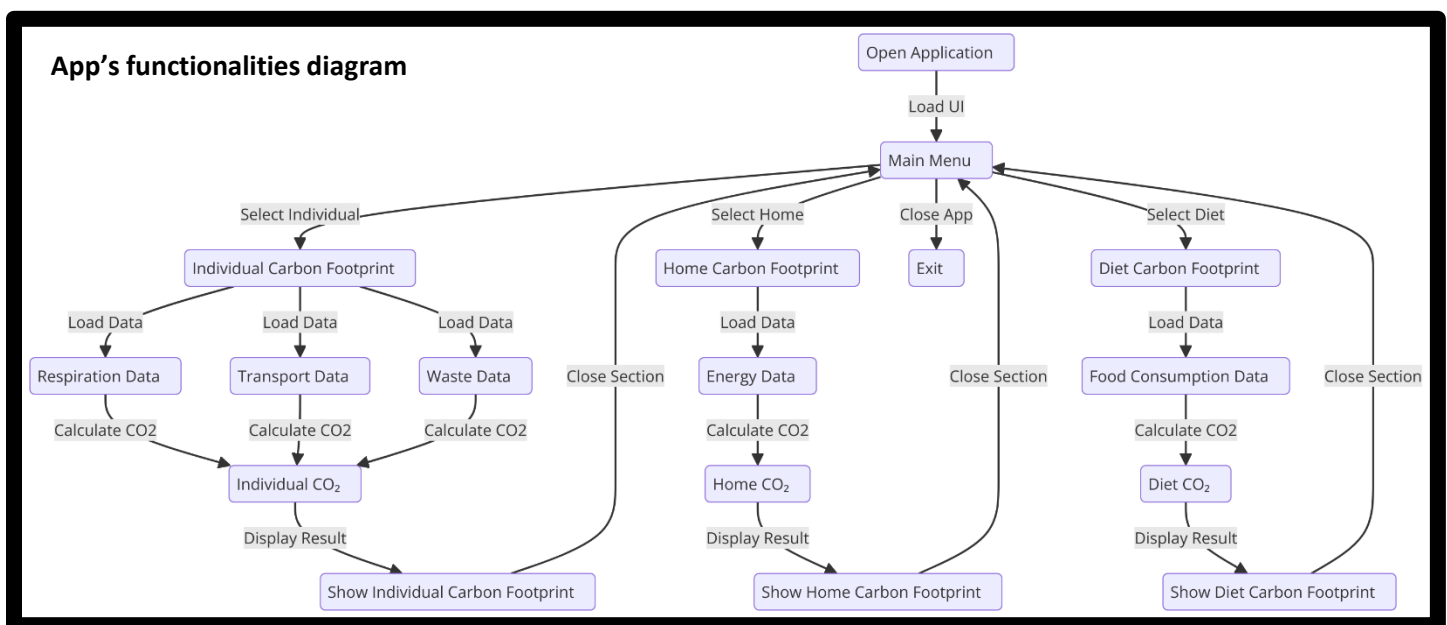 App's functionalities diagram
Open Application
Load UI
Main Menu
Select Individual
Select Home
Close App
Select Diet
Individual Carbon Footprint
Home Carbon Footprint
Exit
Diet Carbon Footprint
Load Data
Load Data
Load Data
Load Data
Load Data
Respiration Data
Transport Data
Waste Data
Close Section
Energy Data
Close Section
Food Consumption Data
Close Section
Calculate CO2
Calculate CO2
Calculate CO2
Calculate CO2
Calculate CO2
Individual CO₂
Home CO₂
Diet CO₂
Display Result
Display Result
Display Result
Show Individual Carbon Footprint
Show Home Carbon Footprint
Show Diet Carbon Footprint